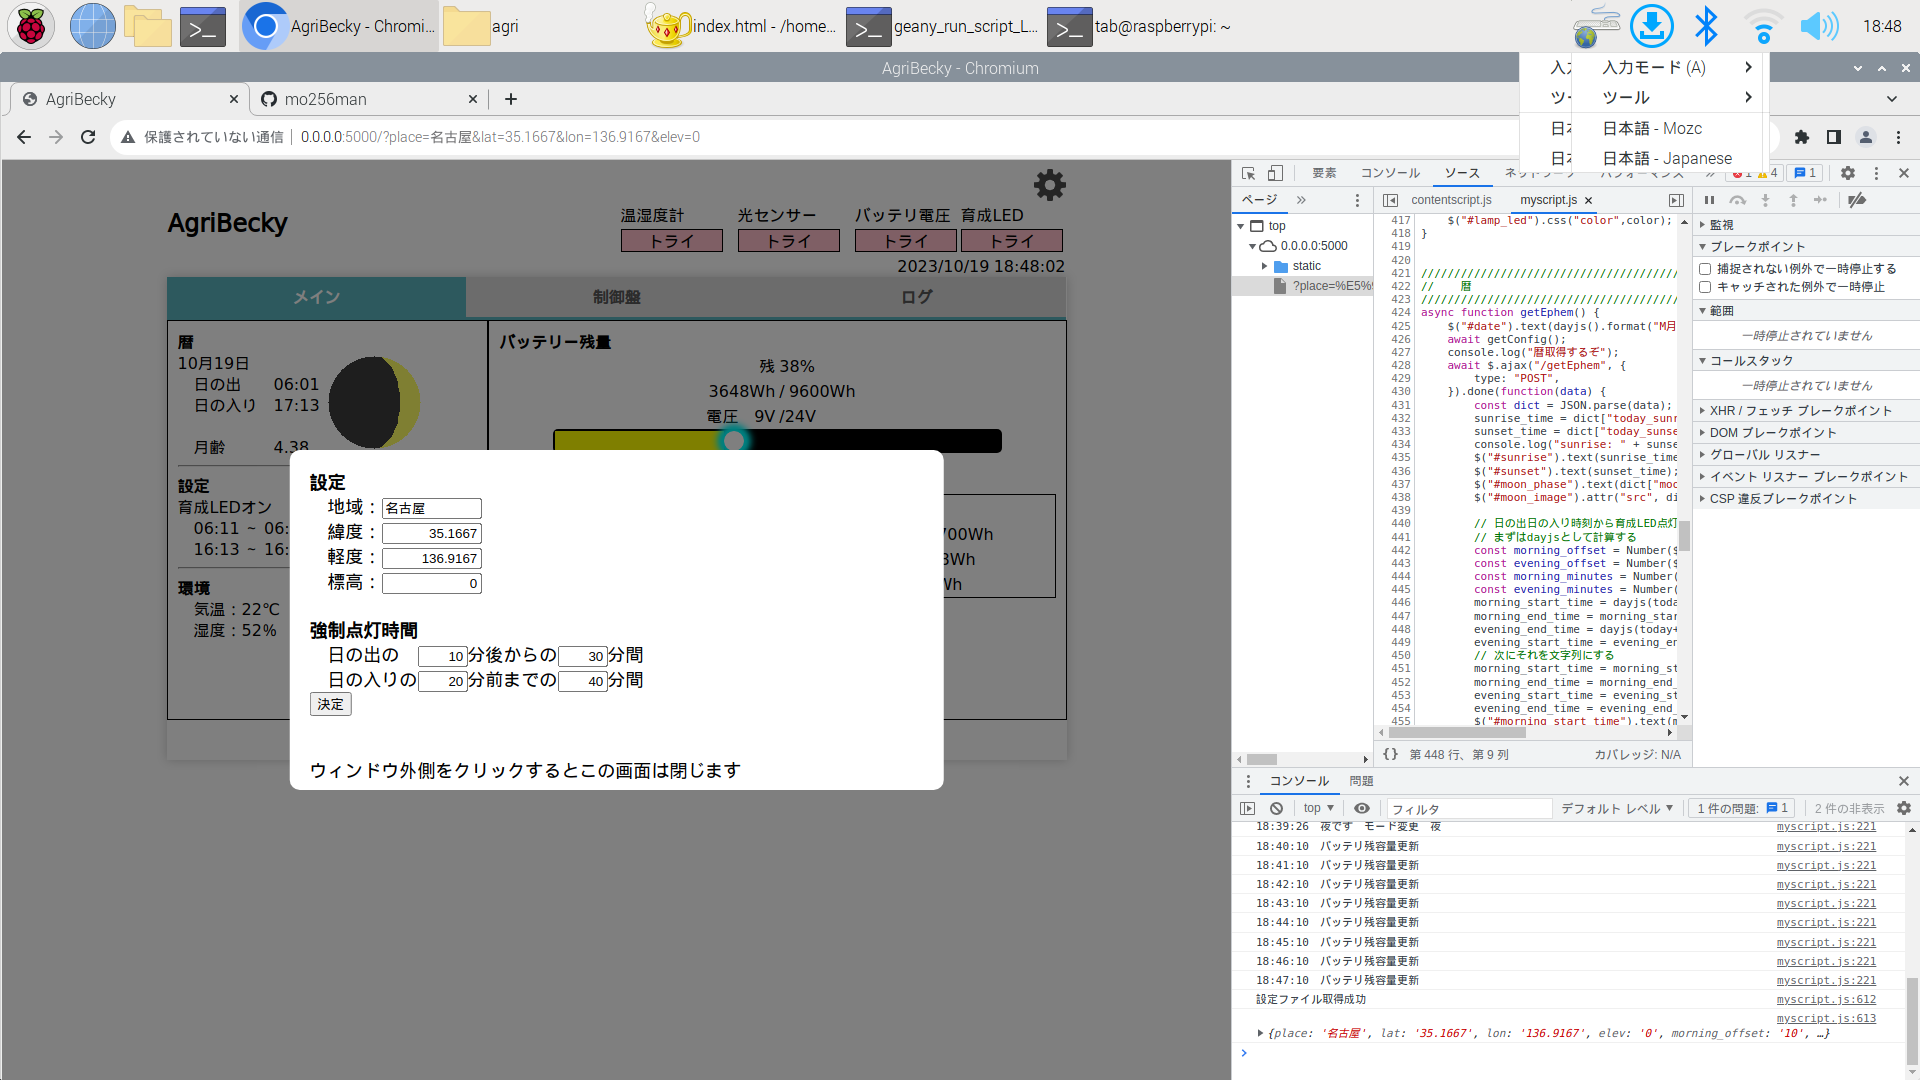 AgriBecky - Chromi...
agri
index.html - /home...
geany_run_script_L...
tab@raspberrypi: ~
18:48
AgriBecky - Chromium
入力モード (A)
ツール
日本語 - Mozc
日本語 - Japanese
AgriBecky
mo256man
保護されていない通信
0.0.0.0:5000/?place=名古屋&lat=35.1667&lon=136.9167&elev=0
AgriBecky
温湿度計
光センサー
バッテリ電圧
育成LED
トライ
トライ
トライ
トライ
2023/10/19 18:48:02
メイン
制御盤
ログ
暦
10月19日
日の出 06:01
日の入り 17:13
月齢 4.38
設定
育成LEDオン
06:11 ~ 06:
16:13 ~ 16:
環境
気温：22℃
湿度：52%
バッテリー残量
残 38%
3648Wh / 9600Wh
電圧 9V /24V
700Wh
Wh
設定
地域：名古屋
緯度：35.1667
軽度：136.9167
標高：0
強制点灯時間
日の出の 10分後からの30分間
日の入りの20分前までの40分間
決定
ウィンドウ外側をクリックするとこの画面は閉じます
要素
コンソール
ソース
1
4
1
ページ
top
0.0.0.0:5000
static
?place=%E5%
contentscript.js
myscript.js
417 $("#lamp_led").css("color",color);
418 }
419
420
421 ///////////////////////////////////////
422 // 暦
423 ///////////////////////////////////////
424 async function getEphem() {
425 $("#date").text(dayjs().format("M月
426 await getConfig();
427 console.log("暦取得するぞ");
428 await $.ajax("/getEphem", {
429 type: "POST",
430 }).done(function(data) {
431 const dict = JSON.parse(data);
432 sunrise_time = dict["today_sunr
433 sunset_time = dict["today_sunse
434 console.log("sunrise: " + sunse
435 $("#sunrise").text(sunrise_time
436 $("#sunset").text(sunset_time);
437 $("#moon_phase").text(dict["moo
438 $("#moon_image").attr("src", di
439
440 // 日の出日の入り時刻から育成LED点灯
441 // まずはdayjsとして計算する
442 const morning_offset = Number($
443 const evening_offset = Number($
444 const morning_minutes = Number(
445 const evening_minutes = Number(
446 morning_start_time = dayjs(toda
447 morning_end_time = morning_star
448 evening_end_time = dayjs(today+
449 evening_start_time = evening_en
450 // 次にそれを文字列にする
451 morning_start_time = morning_st
452 morning_end_time = morning_end_
453 evening_start_time = evening_st
454 evening_end_time = evening_end_
455 $("#morning_start_time").text(m
{} 第 448 行、第 9 列
カバレッジ: N/A
監視
ブレークポイント
捕捉されない例外で一時停止する
キャッチされた例外で一時停止
範囲
一時停止されていません
コールスタック
一時停止されていません
XHR / フェッチ ブレークポイント
DOM ブレークポイント
グローバル リスナー
イベント リスナー ブレークポイント
CSP 違反ブレークポイント
コンソール
問題
top
フィルタ
デフォルト レベル
1 件の問題: 1
2 件の非表示
18:39:26 夜です モード変更 夜 myscript.js:221
18:40:10 バッテリ残容量更新 myscript.js:221
18:41:10 バッテリ残容量更新 myscript.js:221
18:42:10 バッテリ残容量更新 myscript.js:221
18:43:10 バッテリ残容量更新 myscript.js:221
18:44:10 バッテリ残容量更新 myscript.js:221
18:45:10 バッテリ残容量更新 myscript.js:221
18:46:10 バッテリ残容量更新 myscript.js:221
18:47:10 バッテリ残容量更新 myscript.js:221
設定ファイル取得成功 myscript.js:612
myscript.js:613
{place: '名古屋', lat: '35.1667', lon: '136.9167', elev: '0', morning_offset: '10', …}